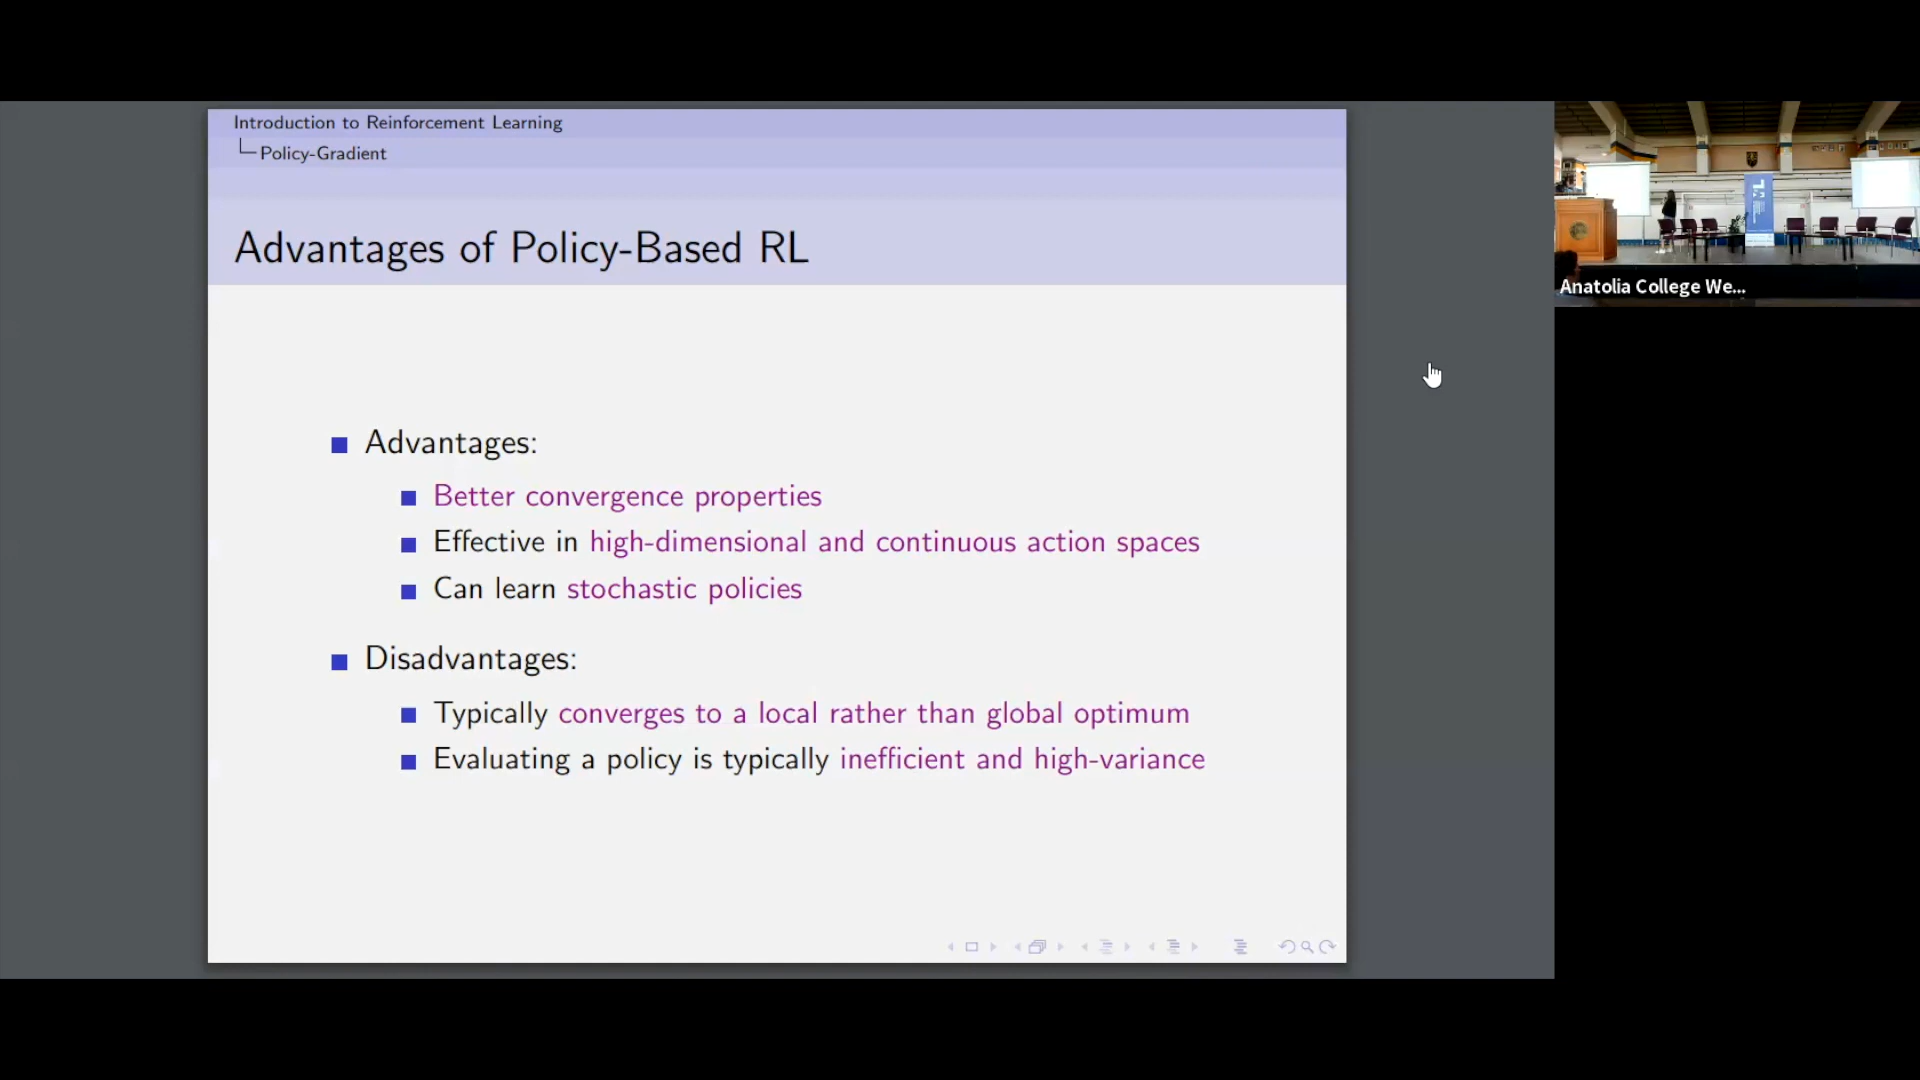 Introduction to Reinforcement Learning
Policy-Gradient
Advantages of Policy-Based RL
Advantages:
Better convergence properties
Effective in high-dimensional and continuous action spaces
Can learn stochastic policies
Disadvantages:
Typically converges to a local rather than global optimum
Evaluating a policy is typically inefficient and high-variance
Anatolia College We...